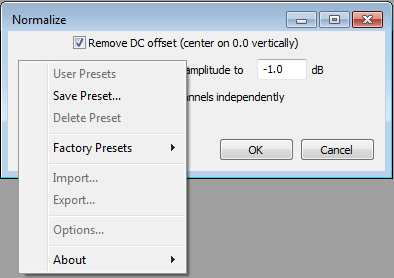 Normalize
Remove DC offset (center on 0.0 vertically)
User Presets
amplitude to -1.0 dB
Save Preset...
annels independently
Delete Preset
Factory Presets
OK Cancel
Import...
Export...
Options...
About